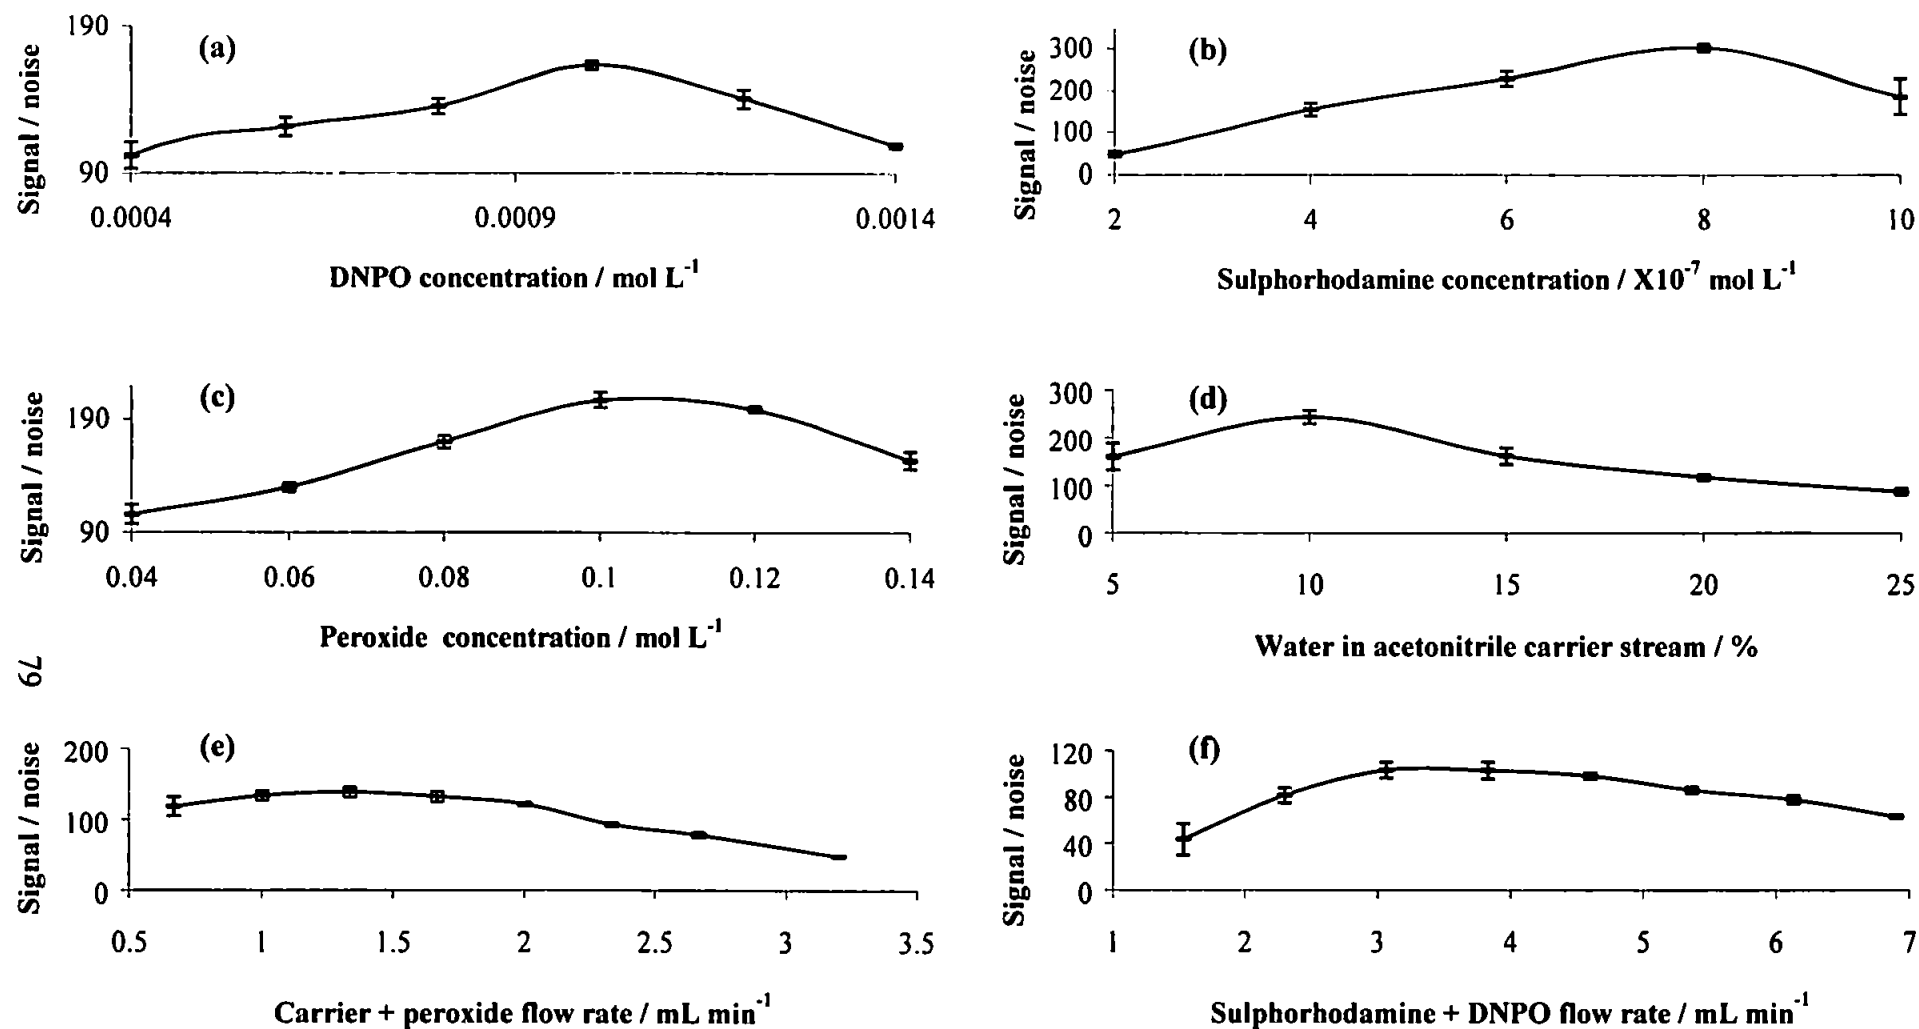 (a)
190
90
Signal / noise
0.0004 0.0009 0.0014
DNPO concentration / mol L⁻¹
(b)
300
200
100
0
Signal / noise
2 4 6 8 10
Sulphorhodamine concentration / X10⁻⁷ mol L⁻¹
(c)
190
90
Signal / noise
0.04 0.06 0.08 0.1 0.12 0.14
Peroxide concentration / mol L⁻¹
(d)
300
200
100
0
Signal / noise
5 10 15 20 25
Water in acetonitrile carrier stream / %
79
(e)
200
100
0
Signal / noise
0.5 1 1.5 2 2.5 3 3.5
Carrier + peroxide flow rate / mL min⁻¹
(f)
120
80
40
0
Signal / noise
1 2 3 4 5 6 7
Sulphorhodamine + DNPO flow rate / mL min⁻¹